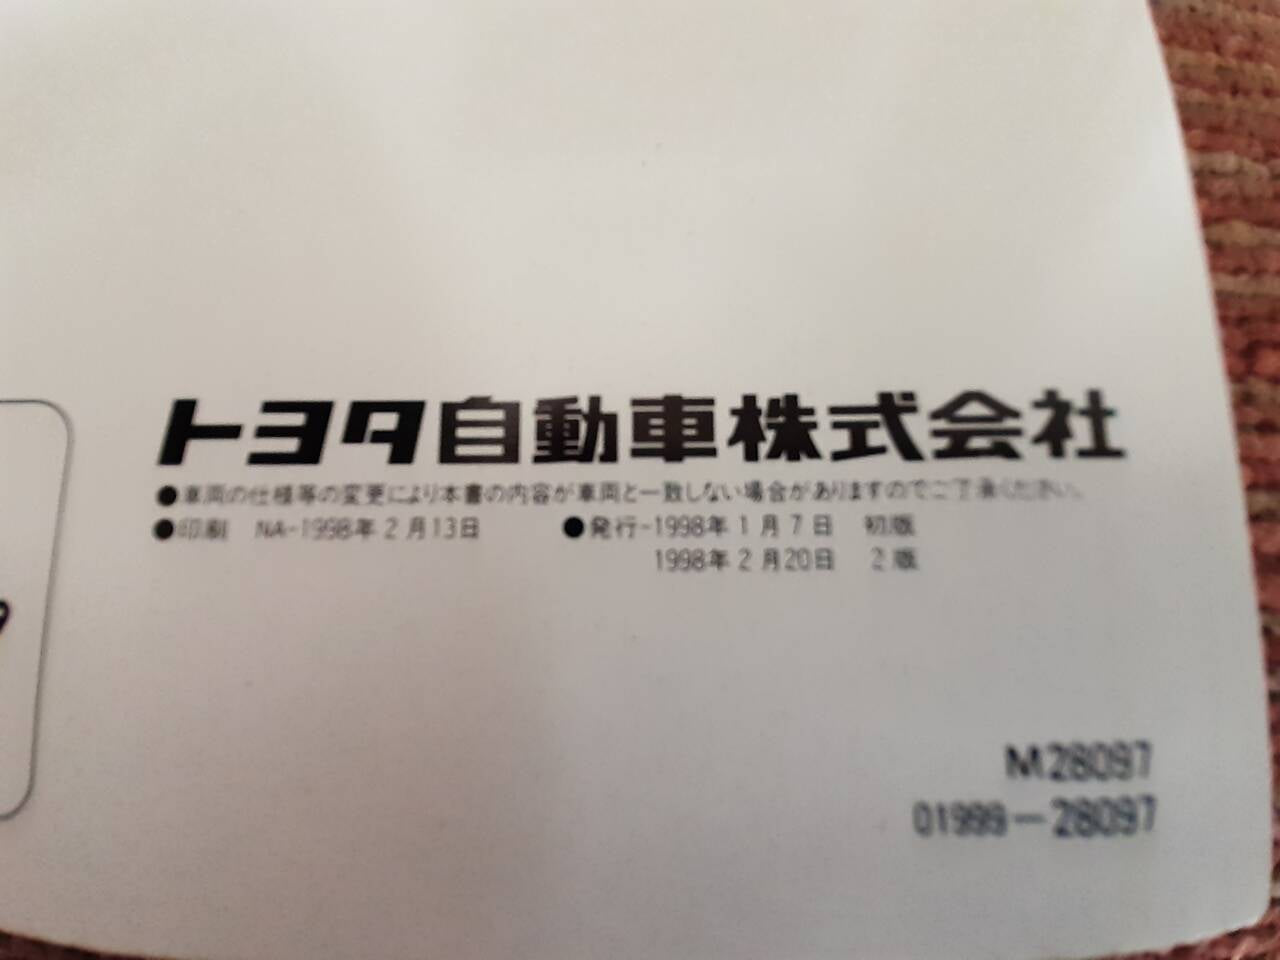 トヨタ自動車株式会社
●車両の仕様等の変更により本書の内容が車両と一致しない場合がありますのでご了承ください。
●印刷 NA-1998年2月13日 ●発行-1998年1月7日 初版
1998年2月20日 2版
M28097
01999-28097